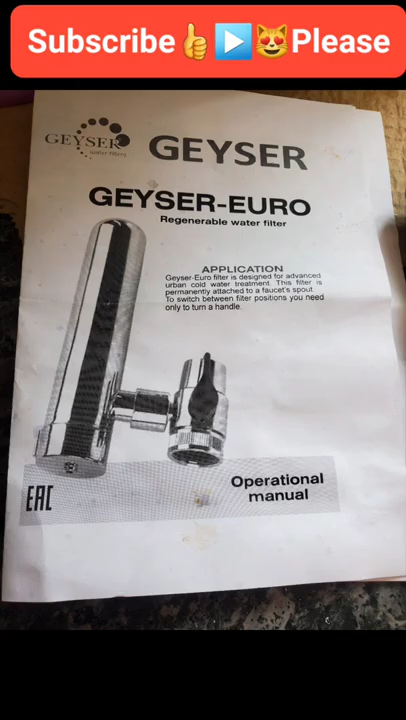 Subscribe👍▶️😻Please
GEYSER
water filters
GEYSER
GEYSER-EURO
Regenerable water filter
APPLICATION
Geyser-Euro filter is designed for advanced
urban cold water treatment. This filter is
permanently attached to a faucet's spout.
To switch between filter positions you need
only to turn a handle.
EAC
Operational
manual